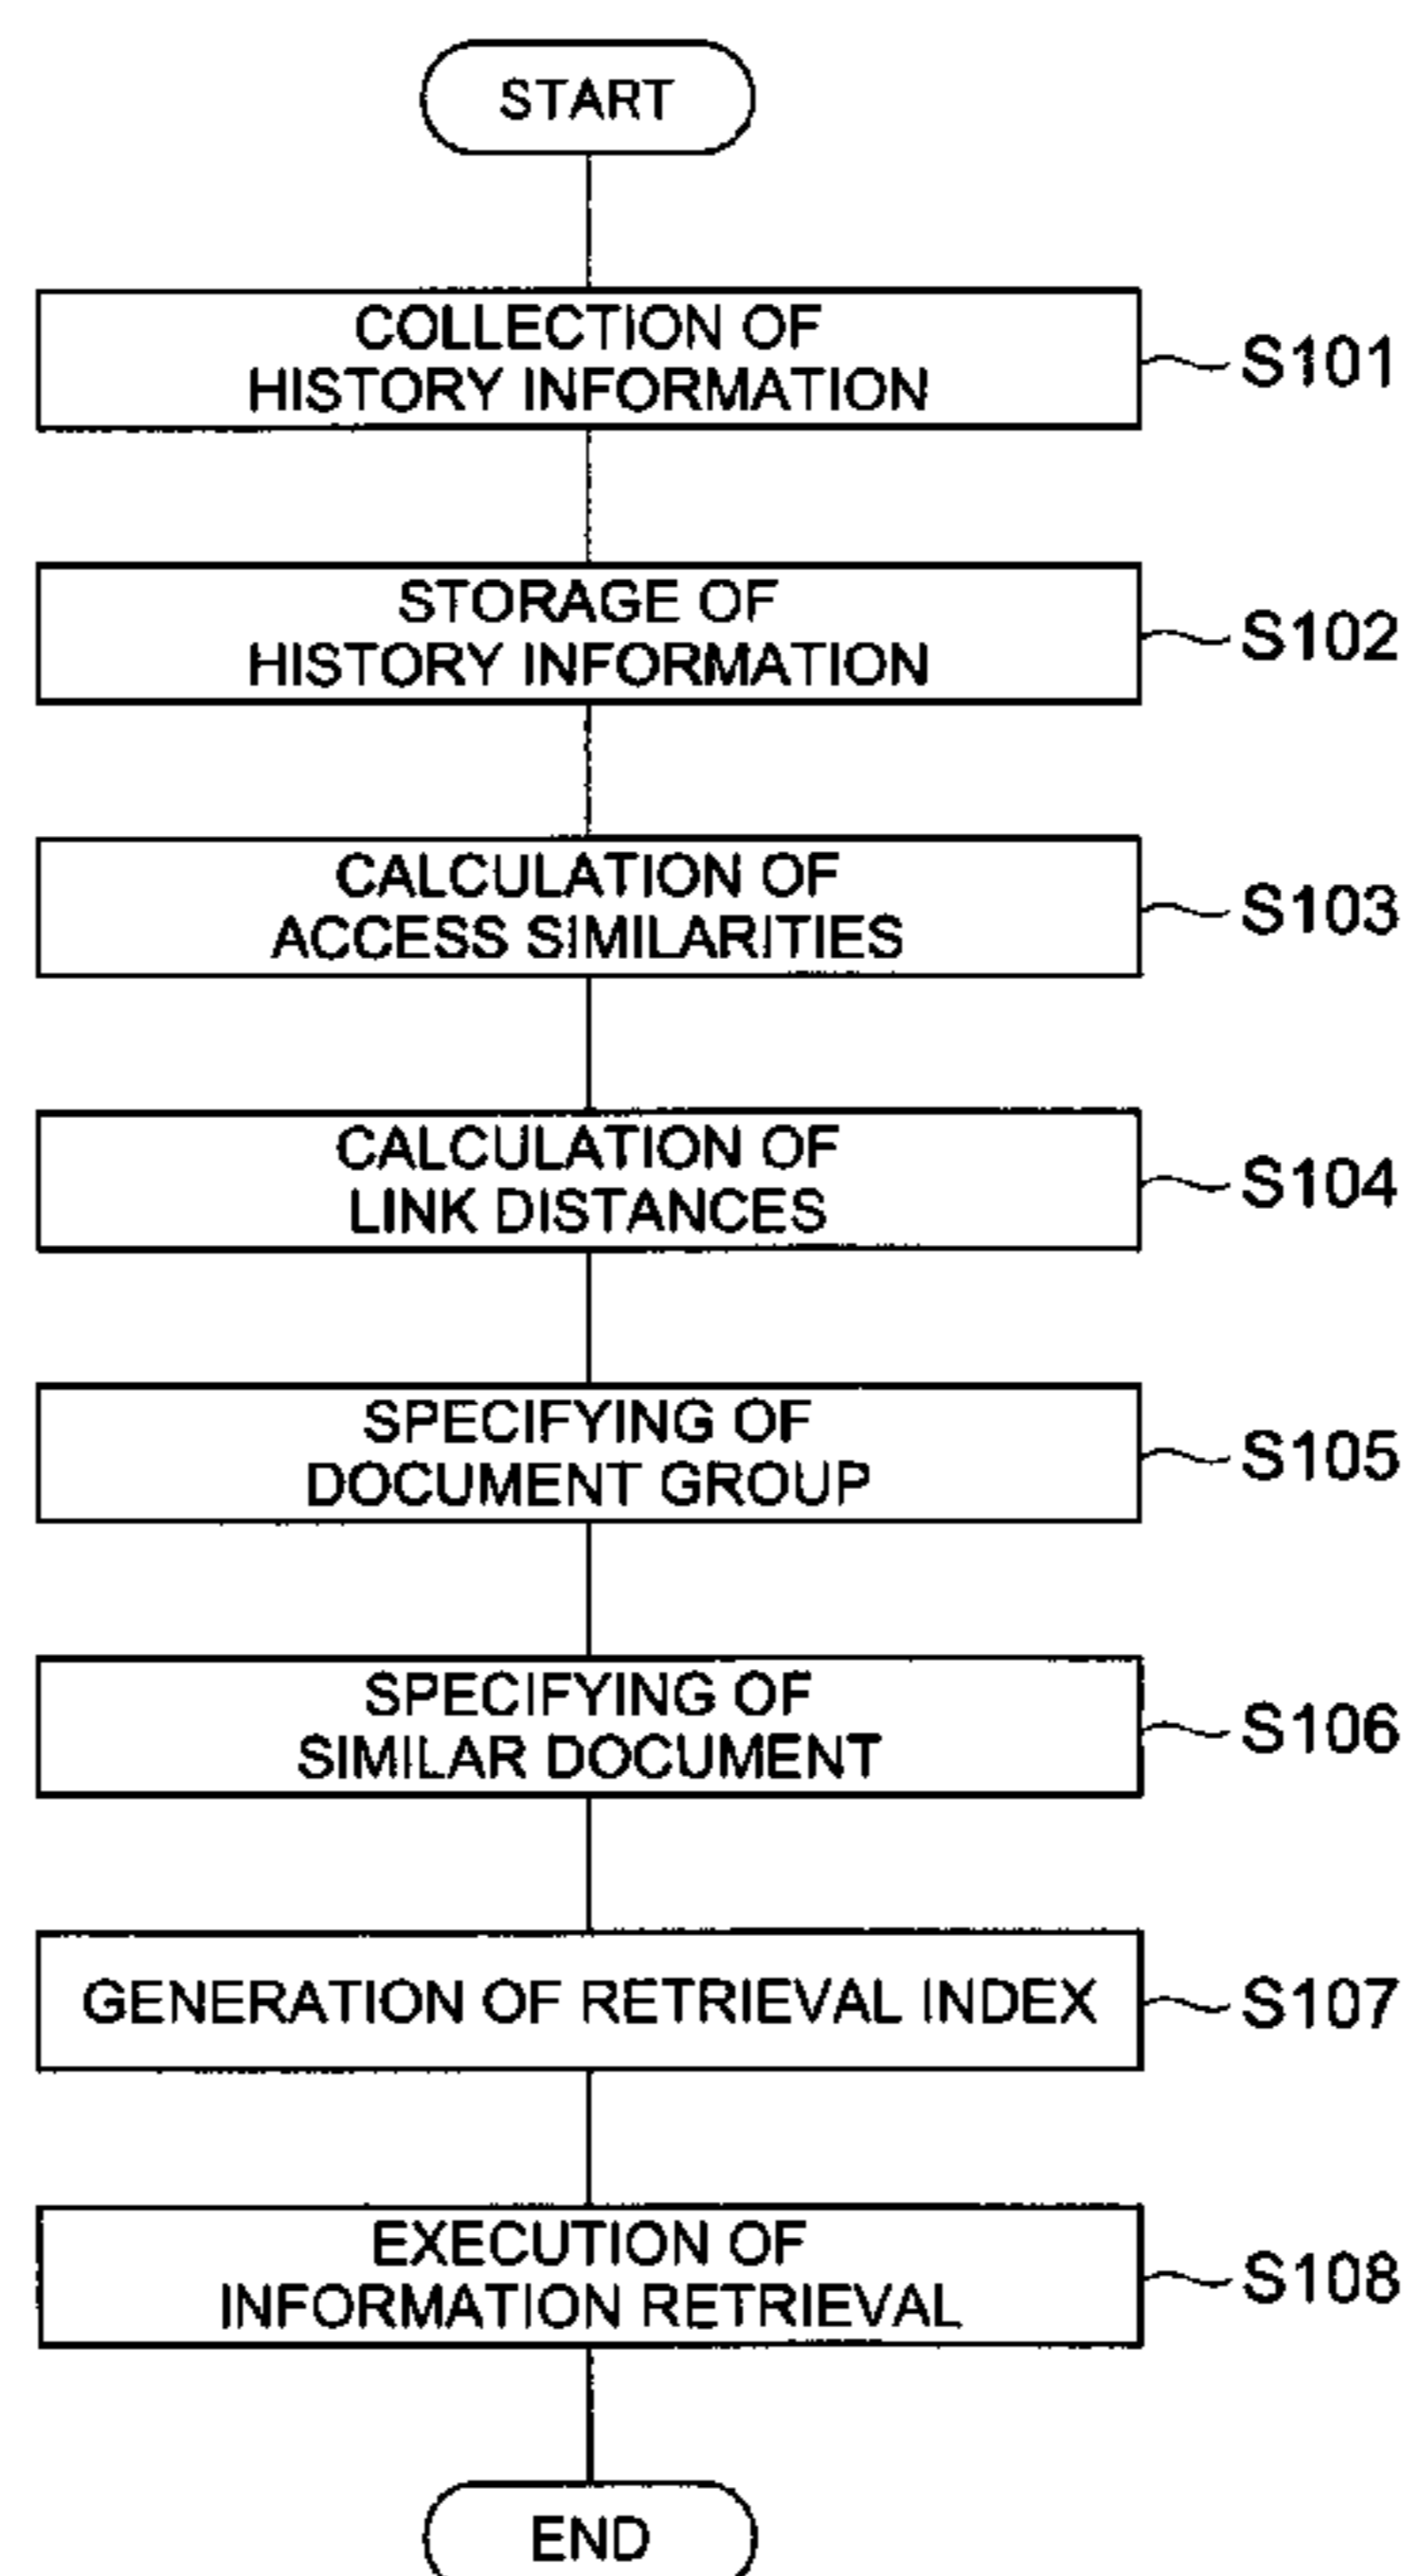 START
COLLECTION OF
HISTORY INFORMATION
S101
STORAGE OF
HISTORY INFORMATION
S102
CALCULATION OF
ACCESS SIMILARITIES
S103
CALCULATION OF
LINK DISTANCES
S104
SPECIFYING OF
DOCUMENT GROUP
S105
SPECIFYING OF
SIMILAR DOCUMENT
S106
GENERATION OF RETRIEVAL INDEX
S107
EXECUTION OF
INFORMATION RETRIEVAL
S108
END